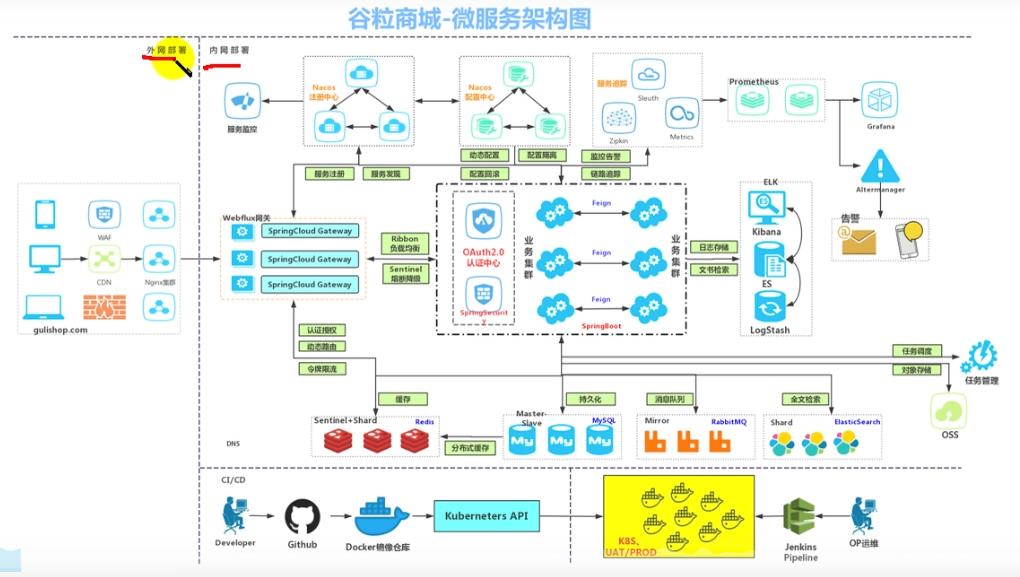 谷粒商城-微服务架构图
外网部署
内网部署
Nacos
注册中心
Nacos
配置中心
服务追踪
Sleuth
Zipkin
Metrics
Prometheus
Grafana
服务监控
Altermanager
告警
动态配置
配置隔离
监控告警
服务注册
服务发现
配置回滚
链路追踪
WAF
CDN
Nginx集群
gulishop.com
Webflux网关
SpringCloud Gateway
SpringCloud Gateway
SpringCloud Gateway
Ribbon
负载均衡
Sentinel
熔断降级
OAuth2.0
认证中心
SpringSecurit
y
业务集群
Feign
Feign
Feign
SpringBoot
业务集群
日志存储
文书检索
ELK
Kibana
ES
LogStash
认证授权
动态路由
令牌限流
任务调度
对象存储
任务管理
OSS
缓存
持久化
消息队列
全文检索
Sentinel+Shard
Redis
分布式缓存
Master-
Slave
MySQL
My
My
My
Mirror
RabbitMQ
Shard
ElasticSearch
DNS
CI/CD
Developer
Github
Docker镜像仓库
Kuberneters API
K8S、
UAT/PROD
Jenkins
Pipeline
OP运维